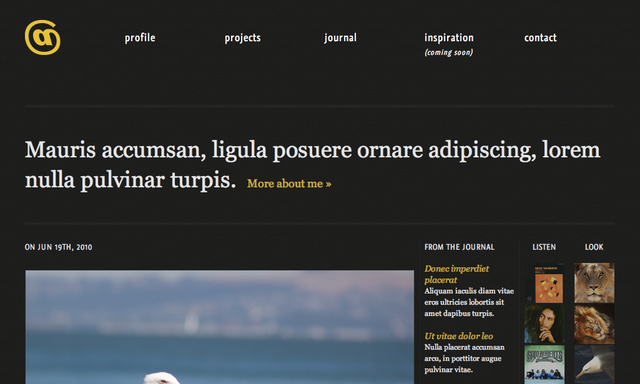 profile
projects
journal
inspiration
(coming soon)
contact
Mauris accumsan, ligula posuere ornare adipiscing, lorem
nulla pulvinar turpis. More about me »
ON JUN 19TH, 2010
FROM THE JOURNAL
Donec imperdiet
placerat
Aliquam iaculis diam vitae
eros ultricies lobortis sit
amet dapibus turpis.
Ut vitae dolor leo
Nulla placerat accumsan
arcu, in porttitor augue
pulvinar vitae.
LISTEN
LOOK